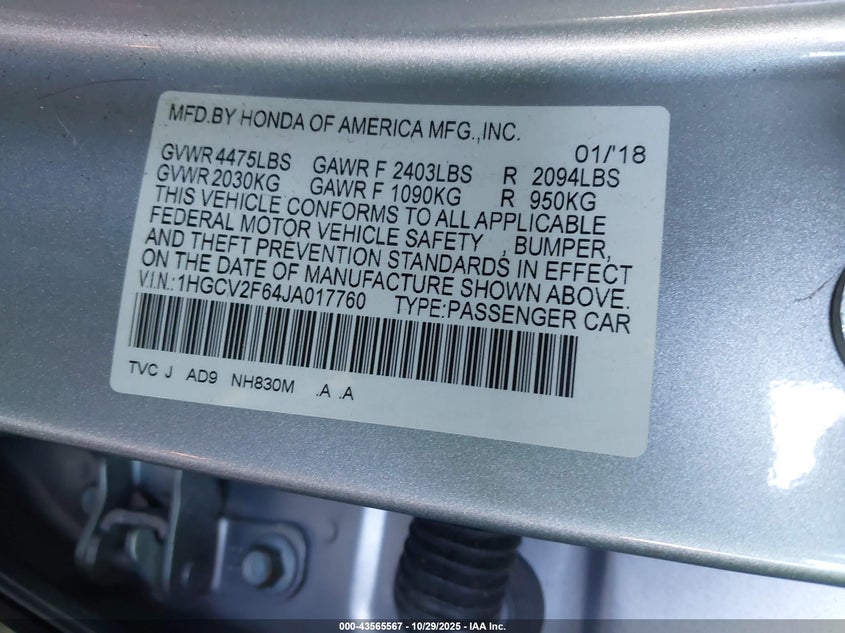 MFD.BY HONDA OF AMERICA MFG.,INC.
01/'18
GVWR 4475LBS GAWR F 2403LBS R 2094LBS
GVWR 2030KG GAWR F 1090KG R 950KG
THIS VEHICLE CONFORMS TO ALL APPLICABLE
FEDERAL MOTOR VEHICLE SAFETY , BUMPER,
AND THEFT PREVENTION STANDARDS IN EFFECT
ON THE DATE OF MANUFACTURE SHOWN ABOVE.
V.I.N.:1HGCV2F64JA017760 TYPE:PASSENGER CAR
TVC J AD9 NH830M .A .A
000-43565567 - 10/29/2025 - IAA Inc.